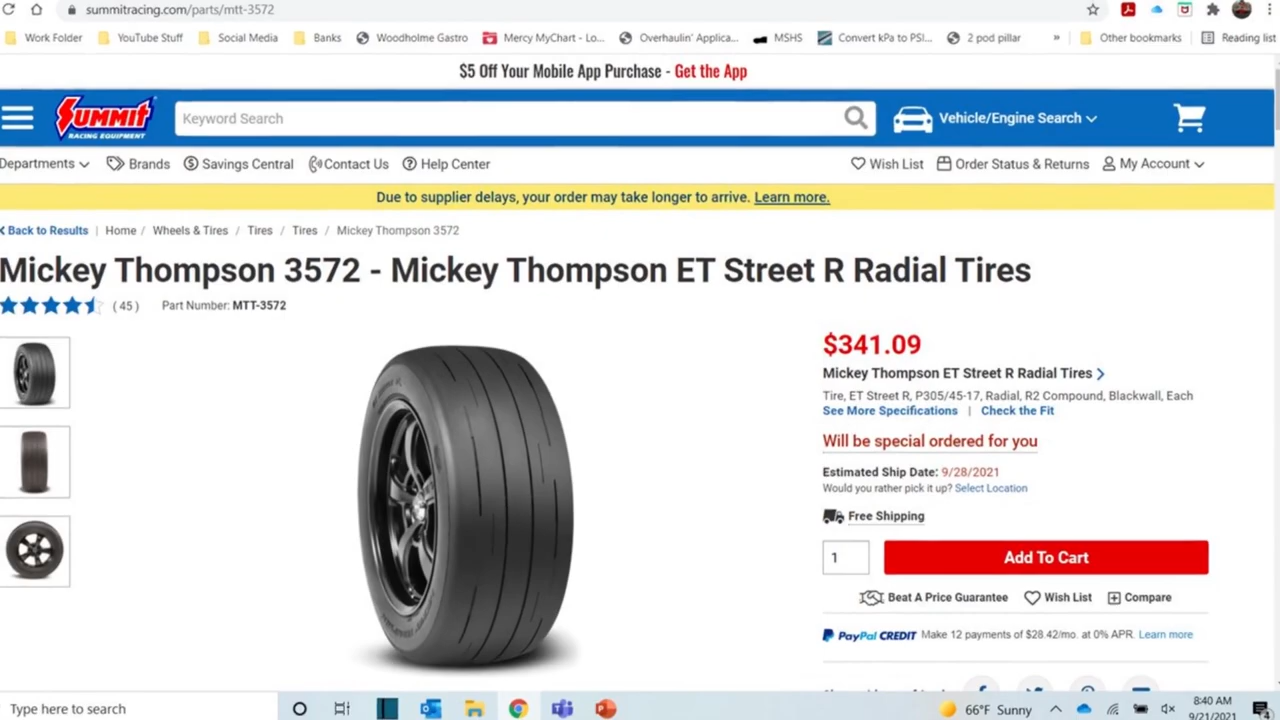 summitracing.com/parts/mtt-3572
Work Folder YouTube Stuff Social Media Banks Woodholme Gastro Mercy MyChart - Lo... Overhaulin' Applica... MSHS Convert kPa to PSI... 2 pod pillar » Other bookmarks Reading list
$5 Off Your Mobile App Purchase - Get the App
SUMMIT
RACING EQUIPMENT
Keyword Search
Vehicle/Engine Search
Departments Brands Savings Central Contact Us Help Center Wish List Order Status & Returns My Account
Due to supplier delays, your order may take longer to arrive. Learn more.
Back to Results | Home / Wheels & Tires / Tires / Tires / Mickey Thompson 3572
Mickey Thompson 3572 - Mickey Thompson ET Street R Radial Tires
(45) Part Number: MTT-3572
$341.09
Mickey Thompson ET Street R Radial Tires
Tire, ET Street R, P305/45-17, Radial, R2 Compound, Blackwall, Each
See More Specifications | Check the Fit
Will be special ordered for you
Estimated Ship Date: 9/28/2021
Would you rather pick it up? Select Location
Free Shipping
1 Add To Cart
Beat A Price Guarantee Wish List Compare
PayPal CREDIT Make 12 payments of $28.42/mo. at 0% APR. Learn more
Type here to search
66°F Sunny
8:40 AM
9/21/2021